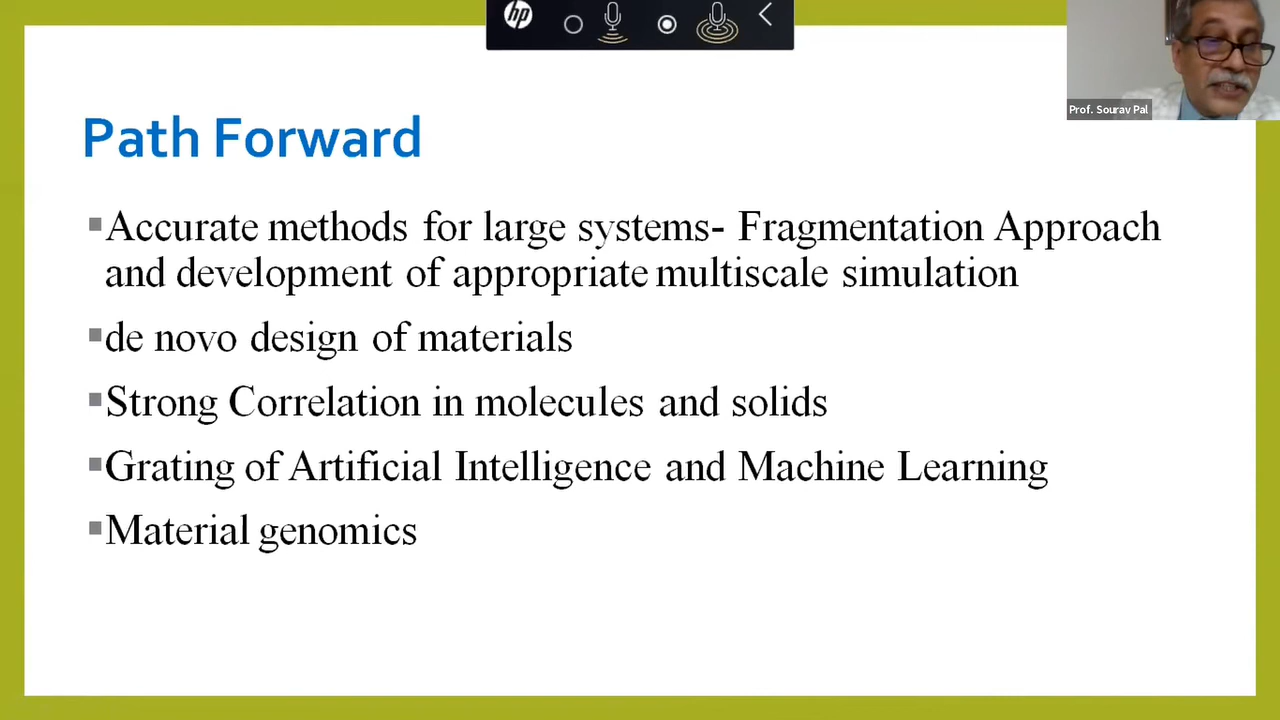 hp
Prof. Sourav Pal
Path Forward
▪Accurate methods for large systems- Fragmentation Approach
and development of appropriate multiscale simulation
▪de novo design of materials
▪Strong Correlation in molecules and solids
▪Grating of Artificial Intelligence and Machine Learning
▪Material genomics